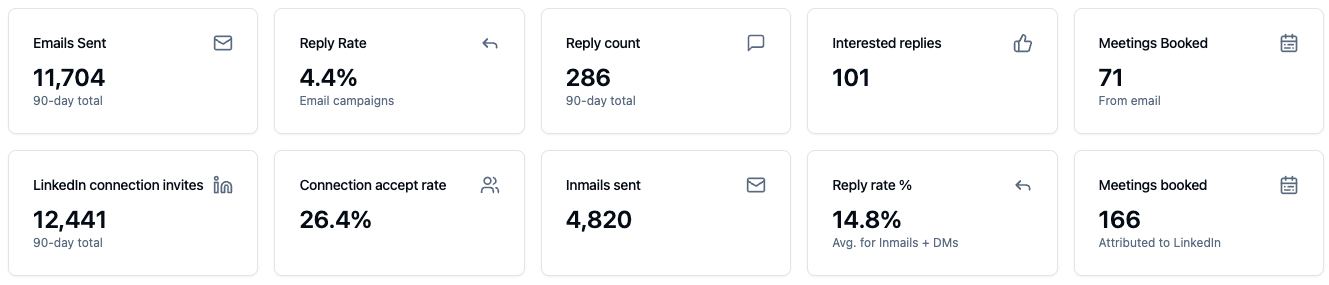 Emails Sent
11,704
90-day total
Reply Rate
4.4%
Email campaigns
Reply count
286
90-day total
Interested replies
101
Meetings Booked
71
From email
LinkedIn connection invites
12,441
90-day total
Connection accept rate
26.4%
Inmails sent
4,820
Reply rate %
14.8%
Avg. for Inmails + DMs
Meetings booked
166
Attributed to LinkedIn